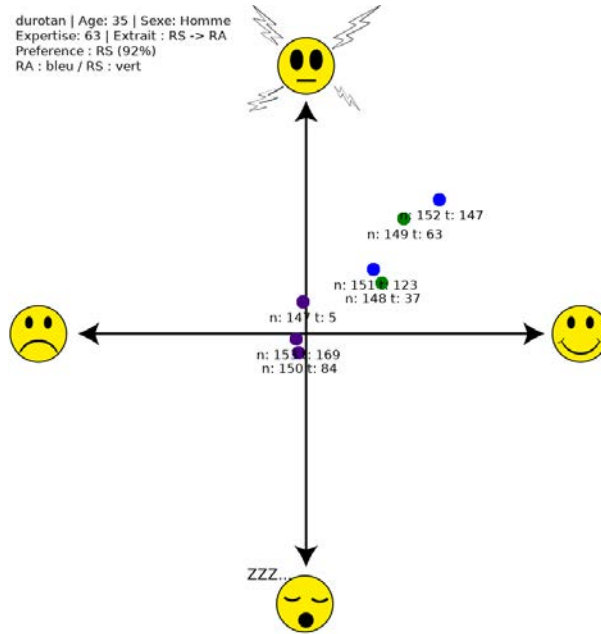 durotan | Age: 35 | Sexe: Homme
Expertise: 63 | Extrait : RS -> RA
Preference : RS (92%)
RA : bleu / RS : vert
n: 152 t: 147
n: 149 t: 63
n: 151 t: 123
n: 148 t: 37
n: 147 t: 5
n: 153 t: 169
n: 150 t: 84
ZZZ...